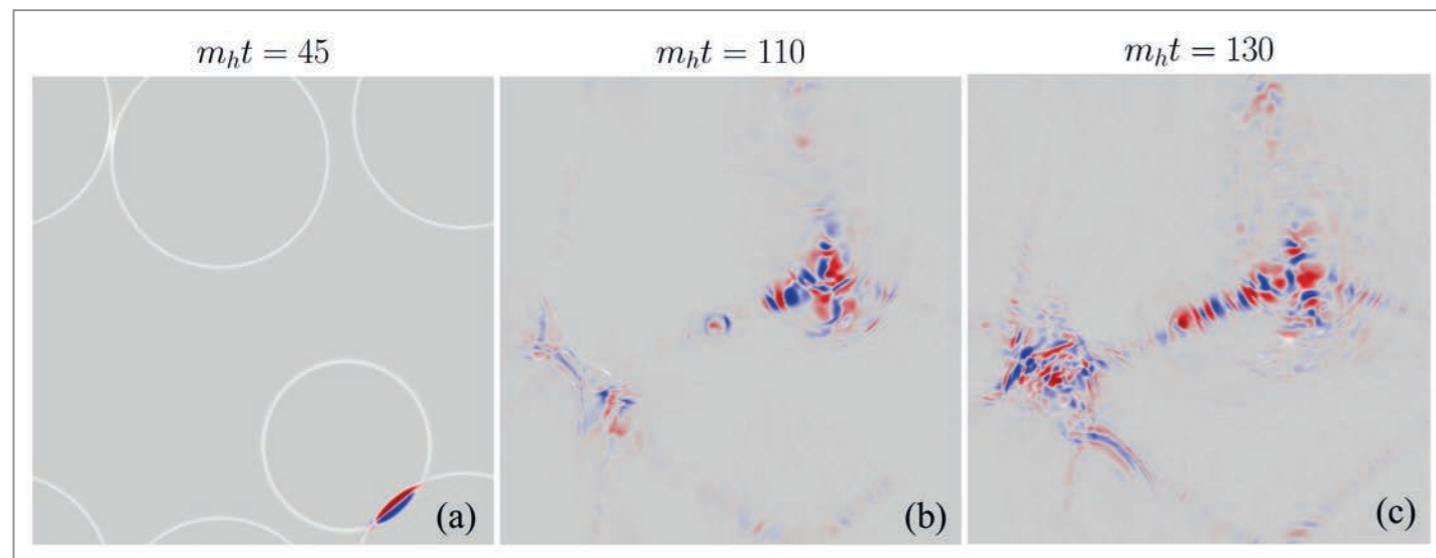 m_h t = 45
m_h t = 110
m_h t = 130
(a)
(b)
(c)